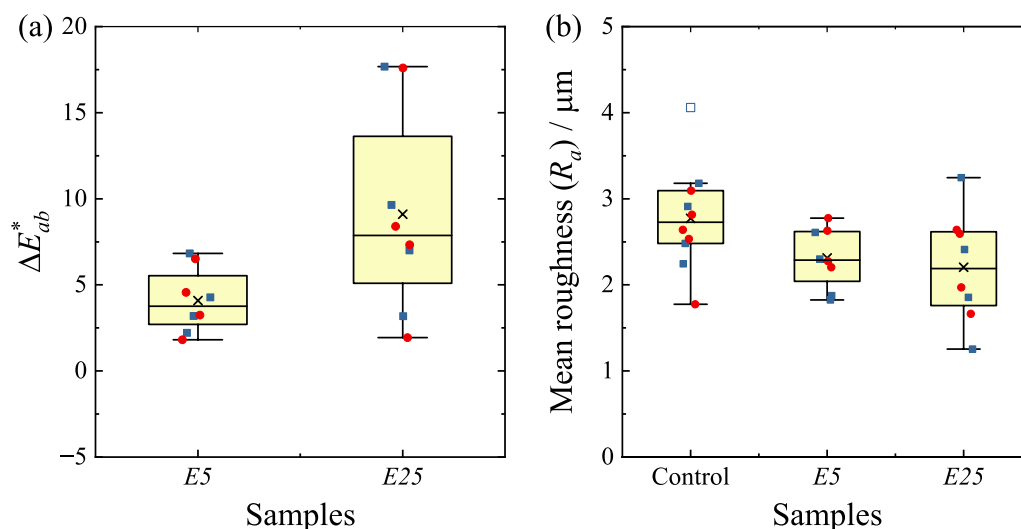 (a)
ΔE*ab
20
15
10
5
0
−5
E5
E25
Samples
(b)
Mean roughness (Ra) / μm
5
4
3
2
1
0
Control
E5
E25
Samples